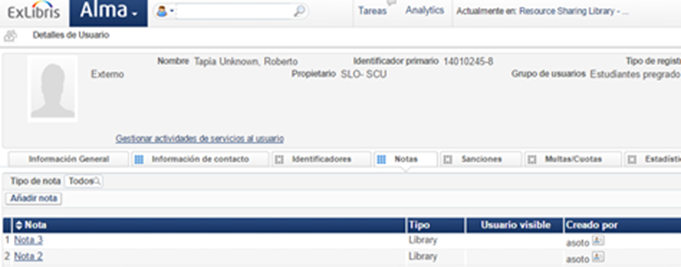 ExLibris Alma Tareas Analytics Actualmente en: Resource Sharing Library - ...
Detalles de Usuario
Nombre Tapia Unknown, Roberto Identificador primario 14010245-8 Tipo de regist
Externo Propietario SLO- SCU Grupo de usuarios Estudiantes pregrado
Gestionar actividades de servicios al usuario
Información General Información de contacto Identificadores Notas Sanciones Multas/Cuotas Estadísti
Tipo de nota Todos
Añadir nota
Nota Tipo Usuario visible Creado por
1 Nota 3 Library asoto
2 Nota 2 Library asoto